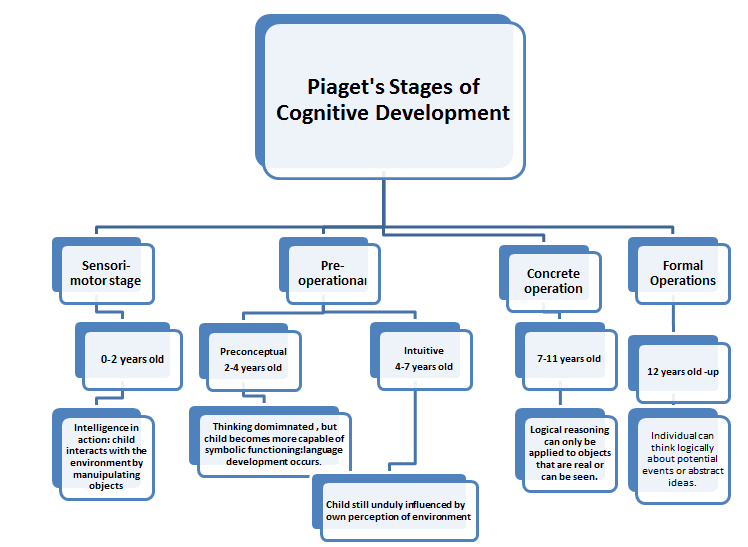 Piaget's Stages of
Cognitive Development
Sensori-
motor stage
Pre-
operational
Concrete
operation
Formal
Operations
0-2 years old
Preconceptual
2-4 years old
Intuitive
4-7 years old
7-11 years old
12 years old -up
Intelligence in
action: child
interacts with the
environment by
manuipulating
objects
Thinking domimnated , but
child becomes more capable of
symbolic functioning:language
development occurs.
Child still unduly influenced by
own perception of environment
Logical reasoning
can only be
applied to objects
that are real or
can be seen.
Individual can
think logically
about potential
events or abstract
ideas.